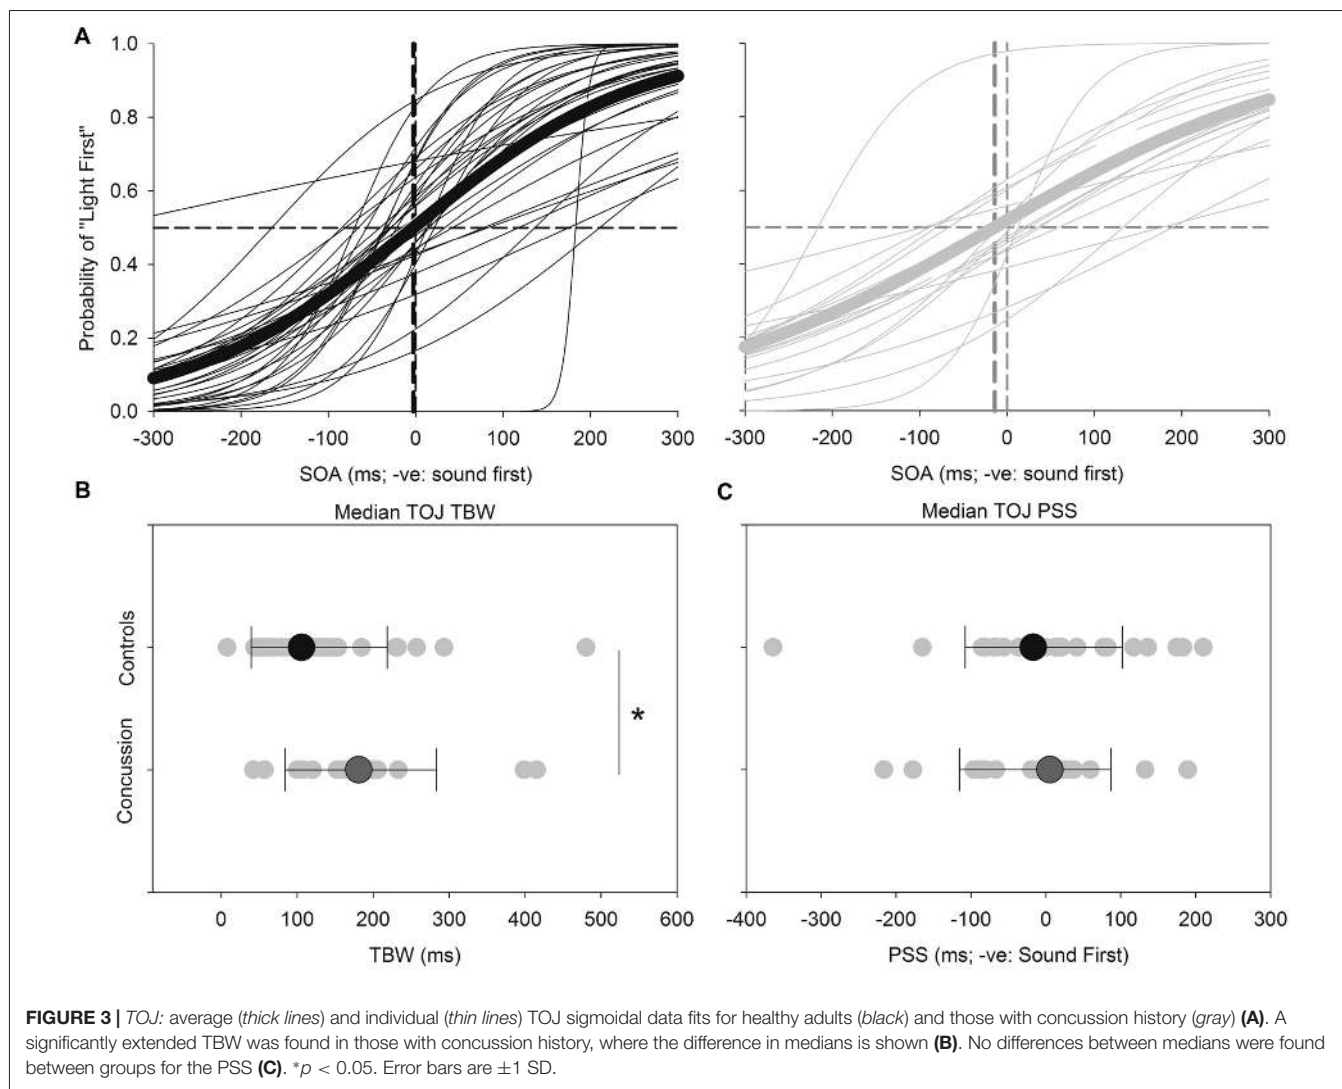 A
1.0
0.8
0.6
0.4
0.2
0.0
Probability of "Light First"
-300 -200 -100 0 100 200 300
SOA (ms; -ve: sound first)
-300 -200 -100 0 100 200 300
SOA (ms; -ve: sound first)
B
Median TOJ TBW
Controls
Concussion
*
0 100 200 300 400 500 600
TBW (ms)
C
Median TOJ PSS
-400 -300 -200 -100 0 100 200 300
PSS (ms; -ve: Sound First)
FIGURE 3 | TOJ: average (thick lines) and individual (thin lines) TOJ sigmoidal data fits for healthy adults (black) and those with concussion history (gray) (A). A
significantly extended TBW was found in those with concussion history, where the difference in medians is shown (B). No differences between medians were found
between groups for the PSS (C). *p < 0.05. Error bars are ±1 SD.